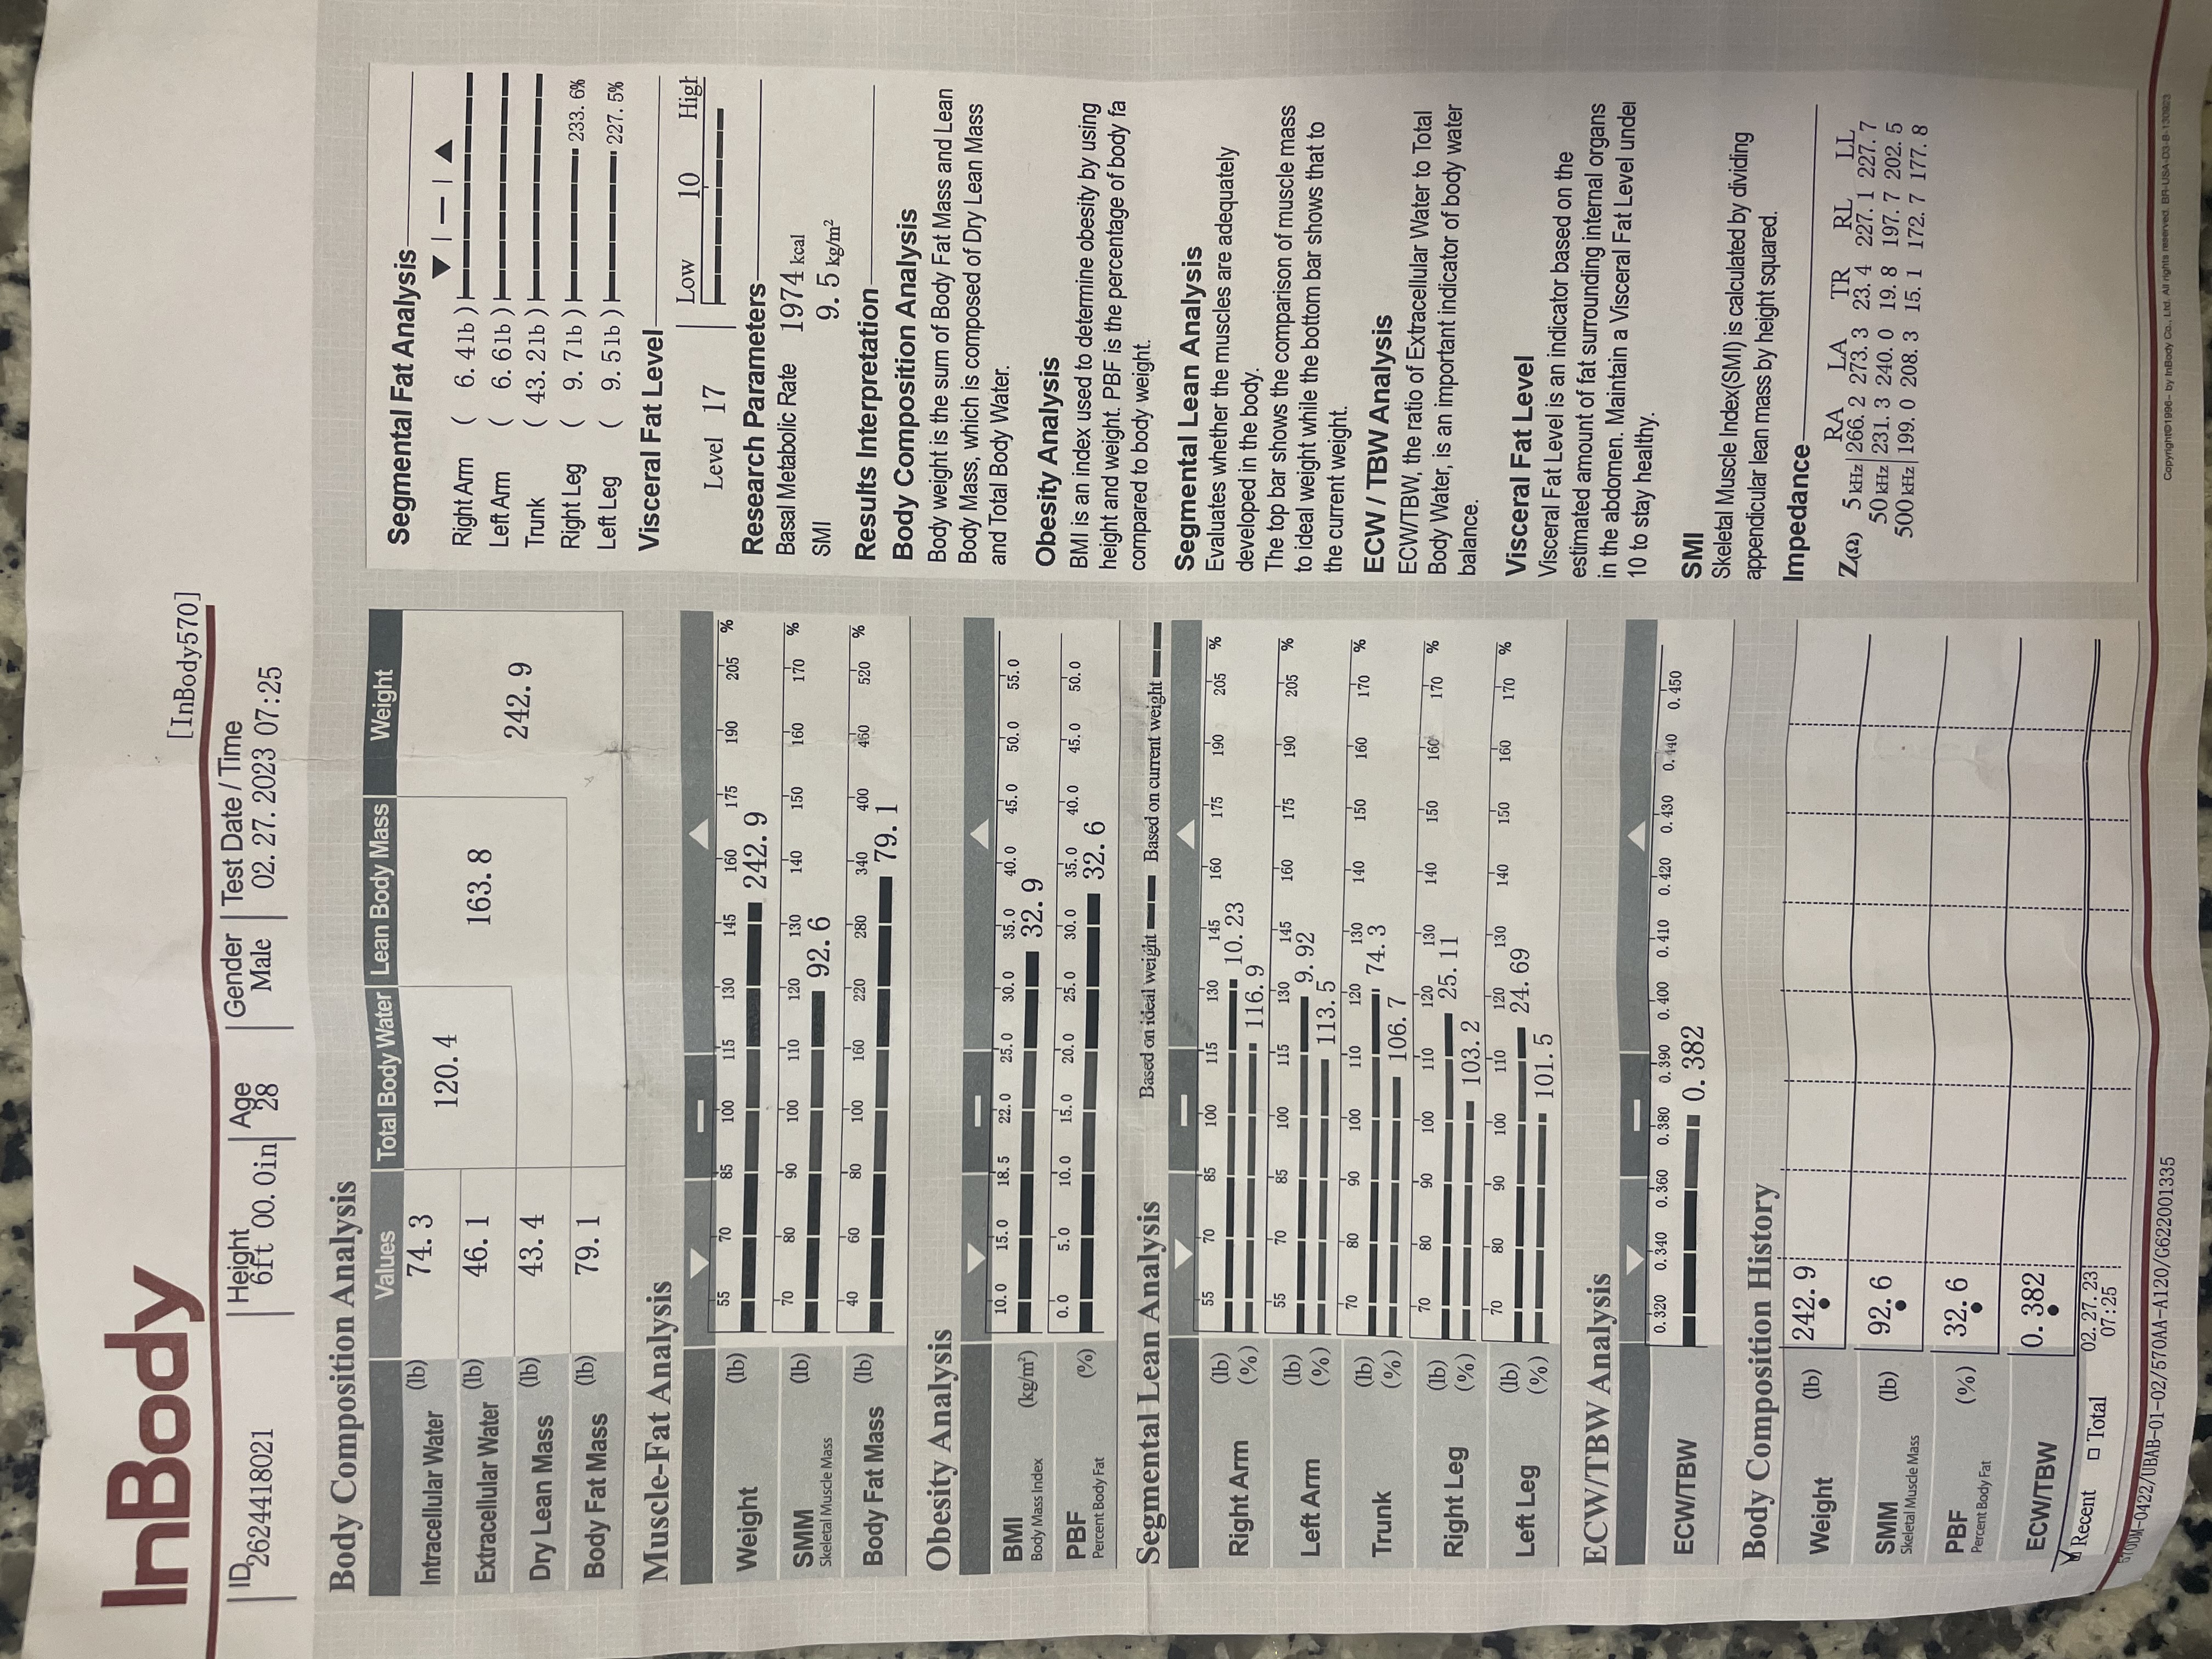 InBody
[InBody570]
ID Height Age Gender Test Date / Time
2624418021 6ft 00.0in 28 Male 02.27.2023 07:25
Body Composition Analysis
Values Total Body Water Lean Body Mass Weight
Intracellular Water (lb) 74.3
120.4
Extracellular Water (lb) 46.1
163.8
242.9
Dry Lean Mass (lb) 43.4
Body Fat Mass (lb) 79.1
Muscle-Fat Analysis
55 70 85 100 115 130 145 160 175 190 205 %
Weight (lb) 242.9
70 80 90 100 110 120 130 140 150 160 170 %
SMM (lb) 92.6
Skeletal Muscle Mass
40 60 80 100 160 220 280 340 400 460 520 %
Body Fat Mass (lb) 79.1
Obesity Analysis
10.0 15.0 18.5 22.0 25.0 30.0 35.0 40.0 45.0 50.0 55.0
BMI (kg/m²) 32.9
Body Mass Index
0.0 5.0 10.0 15.0 20.0 25.0 30.0 35.0 40.0 45.0 50.0
PBF (%) 32.6
Percent Body Fat
Segmental Lean Analysis Based on ideal weight Based on current weight
55 70 85 100 115 130 145 160 175 190 205 %
Right Arm (lb) 10.23
(%) 116.9
55 70 85 100 115 130 145 160 175 190 205 %
Left Arm (lb) 9.92
(%) 113.5
70 80 90 100 110 120 130 140 150 160 170 %
Trunk (lb) 74.3
(%) 106.7
70 80 90 100 110 120 130 140 150 160 170 %
Right Leg (lb) 25.11
(%) 103.2
70 80 90 100 110 120 130 140 150 160 170 %
Left Leg (lb) 24.69
(%) 101.5
ECW/TBW Analysis
0.320 0.340 0.360 0.380 0.390 0.400 0.410 0.420 0.430 0.440 0.450
ECW/TBW 0.382
Body Composition History
Weight (lb) 242.9
SMM (lb) 92.6
Skeletal Muscle Mass
PBF (%) 32.6
Percent Body Fat
ECW/TBW 0.382
Recent Total 02.27.23
07:25
570DM-0422/UBAB-01-02/570AA-A120/G622001335
Segmental Fat Analysis
Right Arm ( 6.4lb )
Left Arm ( 6.6lb )
Trunk ( 43.2lb )
Right Leg ( 9.7lb ) 233.6%
Left Leg ( 9.5lb ) 227.5%
Visceral Fat Level
Low 10 High
Level 17
Research Parameters
Basal Metabolic Rate 1974 kcal
SMI 9.5 kg/m²
Results Interpretation
Body Composition Analysis
Body weight is the sum of Body Fat Mass and Lean
Body Mass, which is composed of Dry Lean Mass
and Total Body Water.
Obesity Analysis
BMI is an index used to determine obesity by using
height and weight. PBF is the percentage of body fa
compared to body weight.
Segmental Lean Analysis
Evaluates whether the muscles are adequately
developed in the body.
The top bar shows the comparison of muscle mass
to ideal weight while the bottom bar shows that to
the current weight.
ECW / TBW Analysis
ECW/TBW, the ratio of Extracellular Water to Total
Body Water, is an important indicator of body water
balance.
Visceral Fat Level
Visceral Fat Level is an indicator based on the
estimated amount of fat surrounding internal organs
in the abdomen. Maintain a Visceral Fat Level under
10 to stay healthy.
SMI
Skeletal Muscle Index(SMI) is calculated by dividing
appendicular lean mass by height squared.
Impedance
RA LA TR RL LL
Z(Ω) 5 kHz 266.2 273.3 23.4 227.1 227.7
50 kHz 231.3 240.0 19.8 197.7 202.5
500 kHz 199.0 208.3 15.1 172.7 177.8
Copyright©1996~ by InBody Co., Ltd. All rights reserved. BR-USA-D3-B-130923